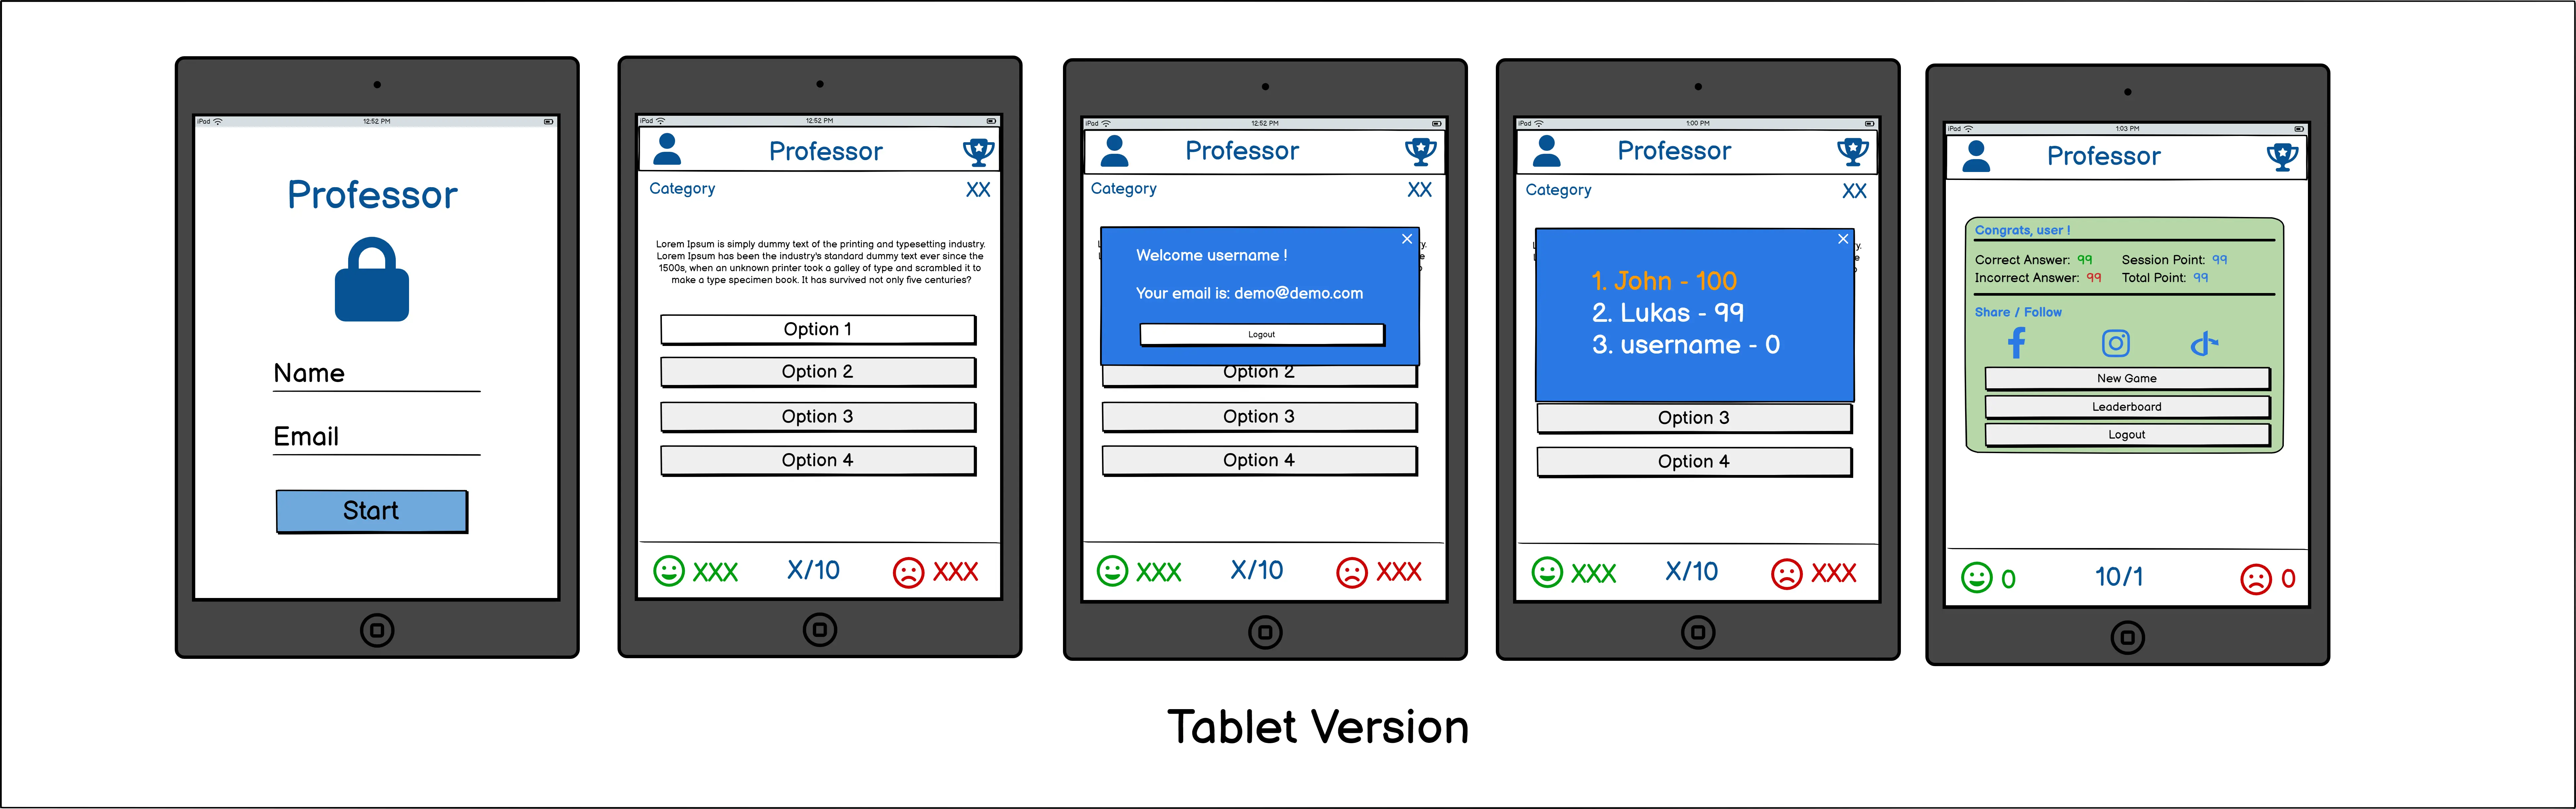 iPad
12:52 PM
Professor
Name
Email
Start
iPad
12:52 PM
Professor
Category
XX
Lorem Ipsum is simply dummy text of the printing and typesetting industry.
Lorem Ipsum has been the industry's standard dummy text ever since the
1500s, when an unknown printer took a galley of type and scrambled it to
make a type specimen book. It has survived not only five centuries?
Option 1
Option 2
Option 3
Option 4
XXX
X/10
XXX
iPad
12:52 PM
Professor
Category
XX
Welcome username !
Your email is: demo@demo.com
Logout
Option 2
Option 3
Option 4
XXX
X/10
XXX
iPad
1:00 PM
Professor
Category
XX
1. John - 100
2. Lukas - 99
3. username - 0
Option 3
Option 4
XXX
X/10
XXX
iPad
1:03 PM
Professor
Congrats, user !
Correct Answer: 99 Session Point: 99
Incorrect Answer: 99 Total Point: 99
Share / Follow
New Game
Leaderboard
Logout
0
10/1
0
Tablet Version